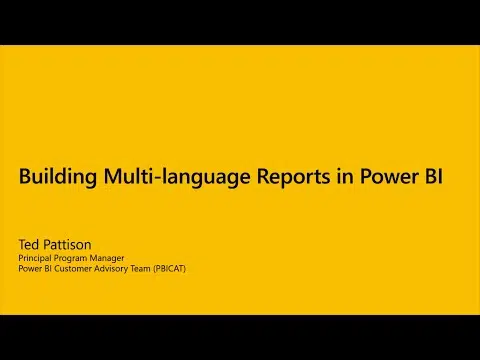 Building Multi-language Reports in Power BI
Ted Pattison
Principal Program Manager
Power BI Customer Advisory Team (PBICAT)